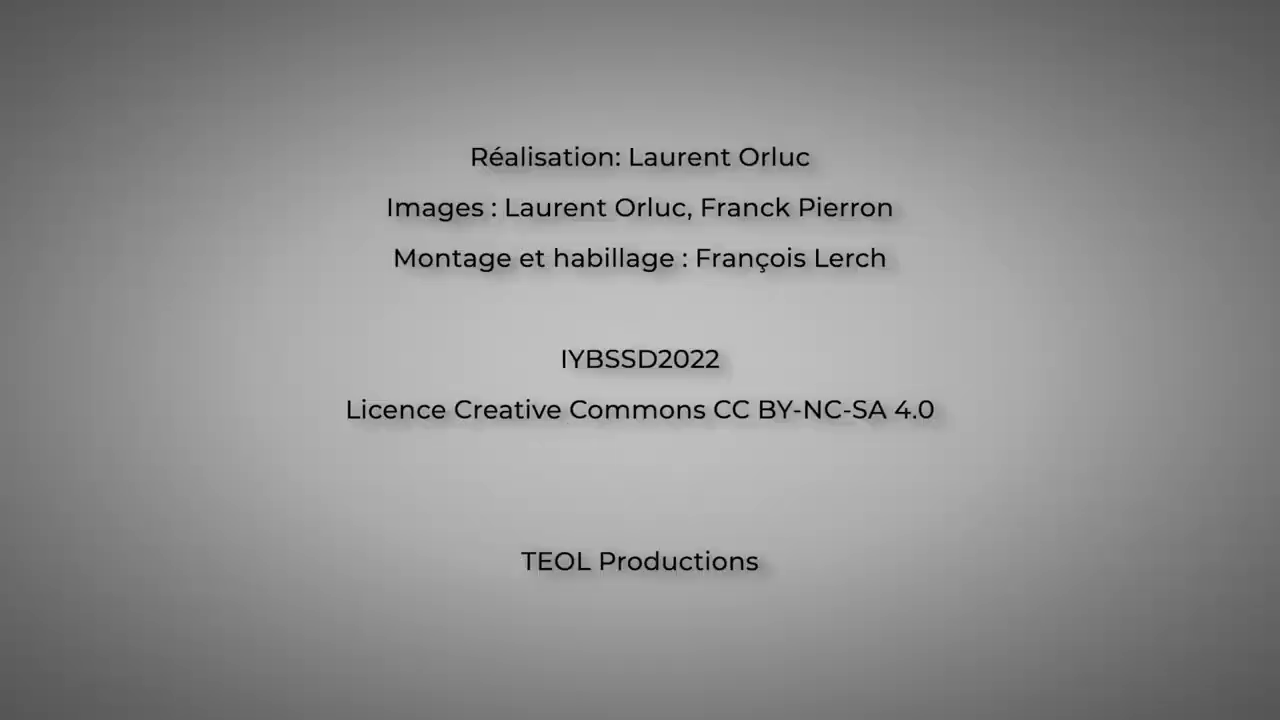 Réalisation: Laurent Orluc
Images : Laurent Orluc, Franck Pierron
Montage et habillage : François Lerch
IYBSSD2022
Licence Creative Commons CC BY-NC-SA 4.0
TEOL Productions